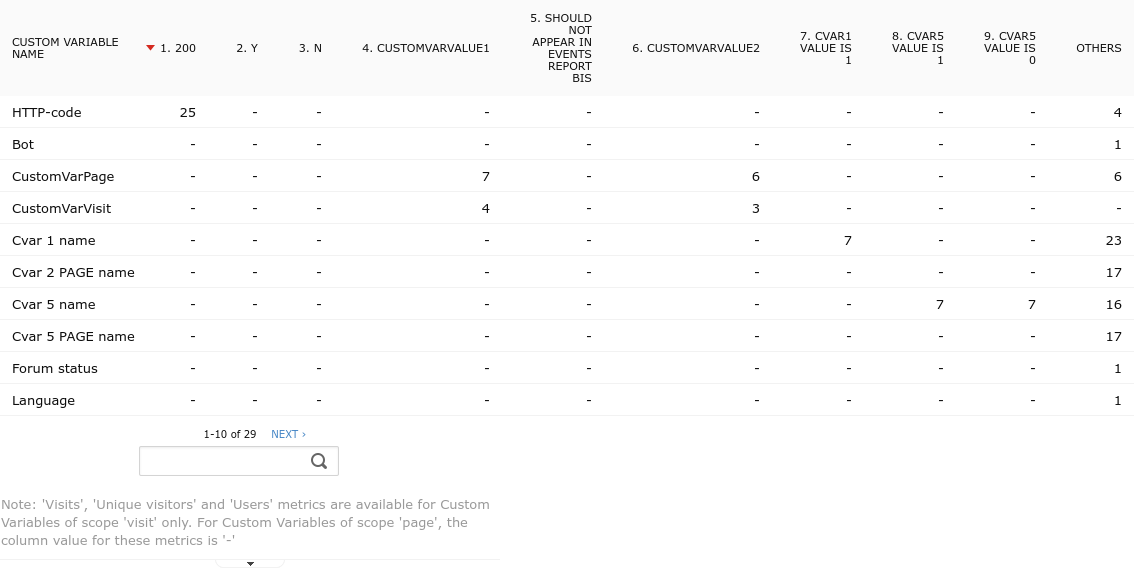 CUSTOM VARIABLE NAME 1. 200 2. Y 3. N 4. CUSTOMVARVALUE1 5. SHOULD NOT APPEAR IN EVENTS REPORT BIS 6. CUSTOMVARVALUE2 7. CVAR1 VALUE IS 1 8. CVAR5 VALUE IS 1 9. CVAR5 VALUE IS 0 OTHERS
HTTP-code 25 - - - - - - - - 4
Bot - - - - - - - - - 1
CustomVarPage - - - 7 - 6 - - - 6
CustomVarVisit - - - 4 - 3 - - - -
Cvar 1 name - - - - - - 7 - - 23
Cvar 2 PAGE name - - - - - - - - - 17
Cvar 5 name - - - - - - - 7 7 16
Cvar 5 PAGE name - - - - - - - - - 17
Forum status - - - - - - - - - 1
Language - - - - - - - - - 1
1-10 of 29 NEXT ›
Note: 'Visits', 'Unique visitors' and 'Users' metrics are available for Custom
Variables of scope 'visit' only. For Custom Variables of scope 'page', the
column value for these metrics is '-'